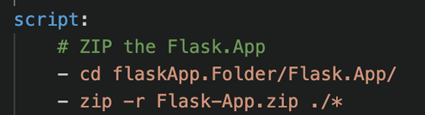 script:
# ZIP the Flask.App
- cd flaskApp.Folder/Flask.App/
- zip -r Flask-App.zip ./*